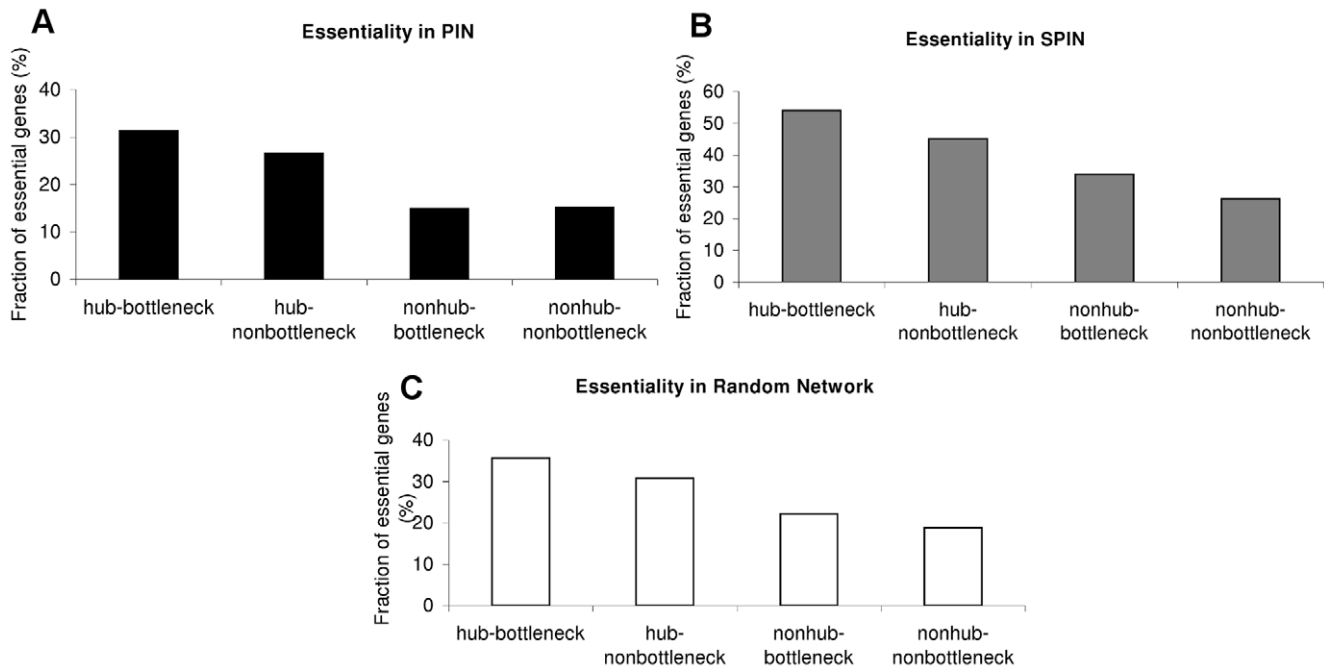 A
Essentiality in PIN
Fraction of essential genes (%)
40
30
20
10
0
hub-bottleneck
hub-
nonbottleneck
nonhub-
bottleneck
nonhub-
nonbottleneck
B
Essentiality in SPIN
Fraction of essential genes (%)
60
50
40
30
20
10
0
hub-bottleneck
hub-
nonbottleneck
nonhub-
bottleneck
nonhub-
nonbottleneck
C
Essentiality in Random Network
Fraction of essential genes
(%)
40
30
20
10
0
hub-bottleneck
hub-
nonbottleneck
nonhub-
bottleneck
nonhub-
nonbottleneck